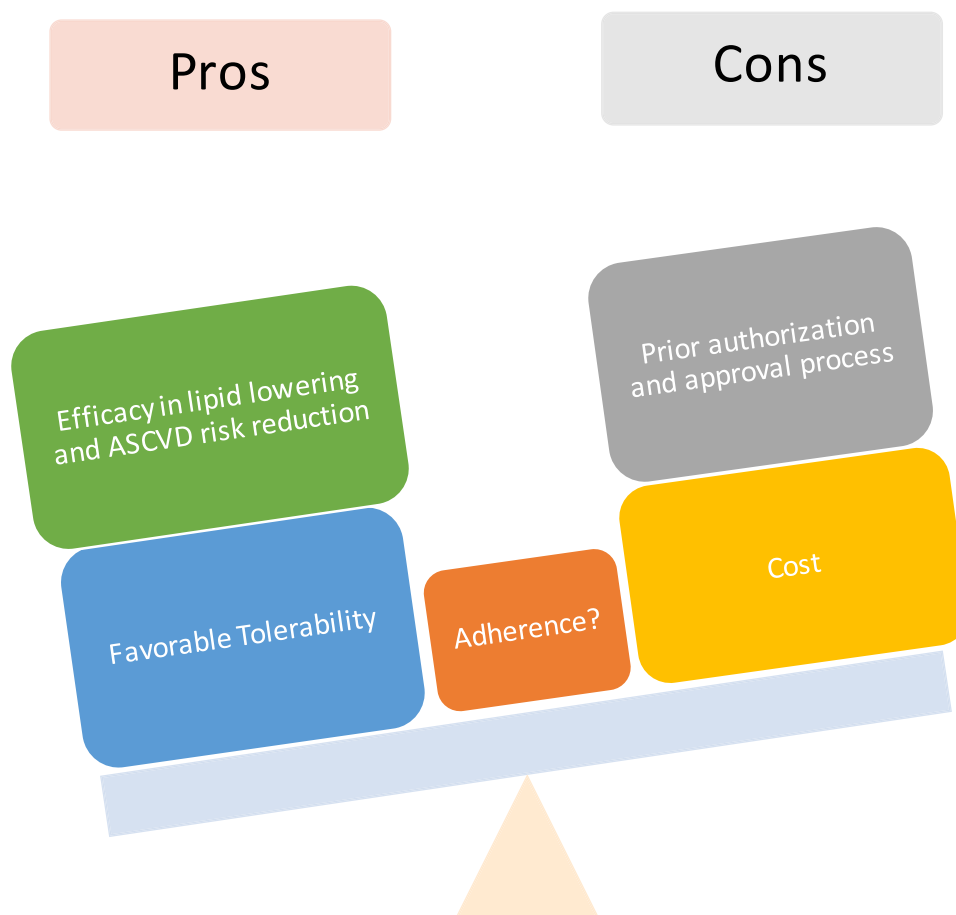 Pros
Cons
Efficacy in lipid lowering
and ASCVD risk reduction
Prior authorization
and approval process
Favorable Tolerability
Adherence?
Cost